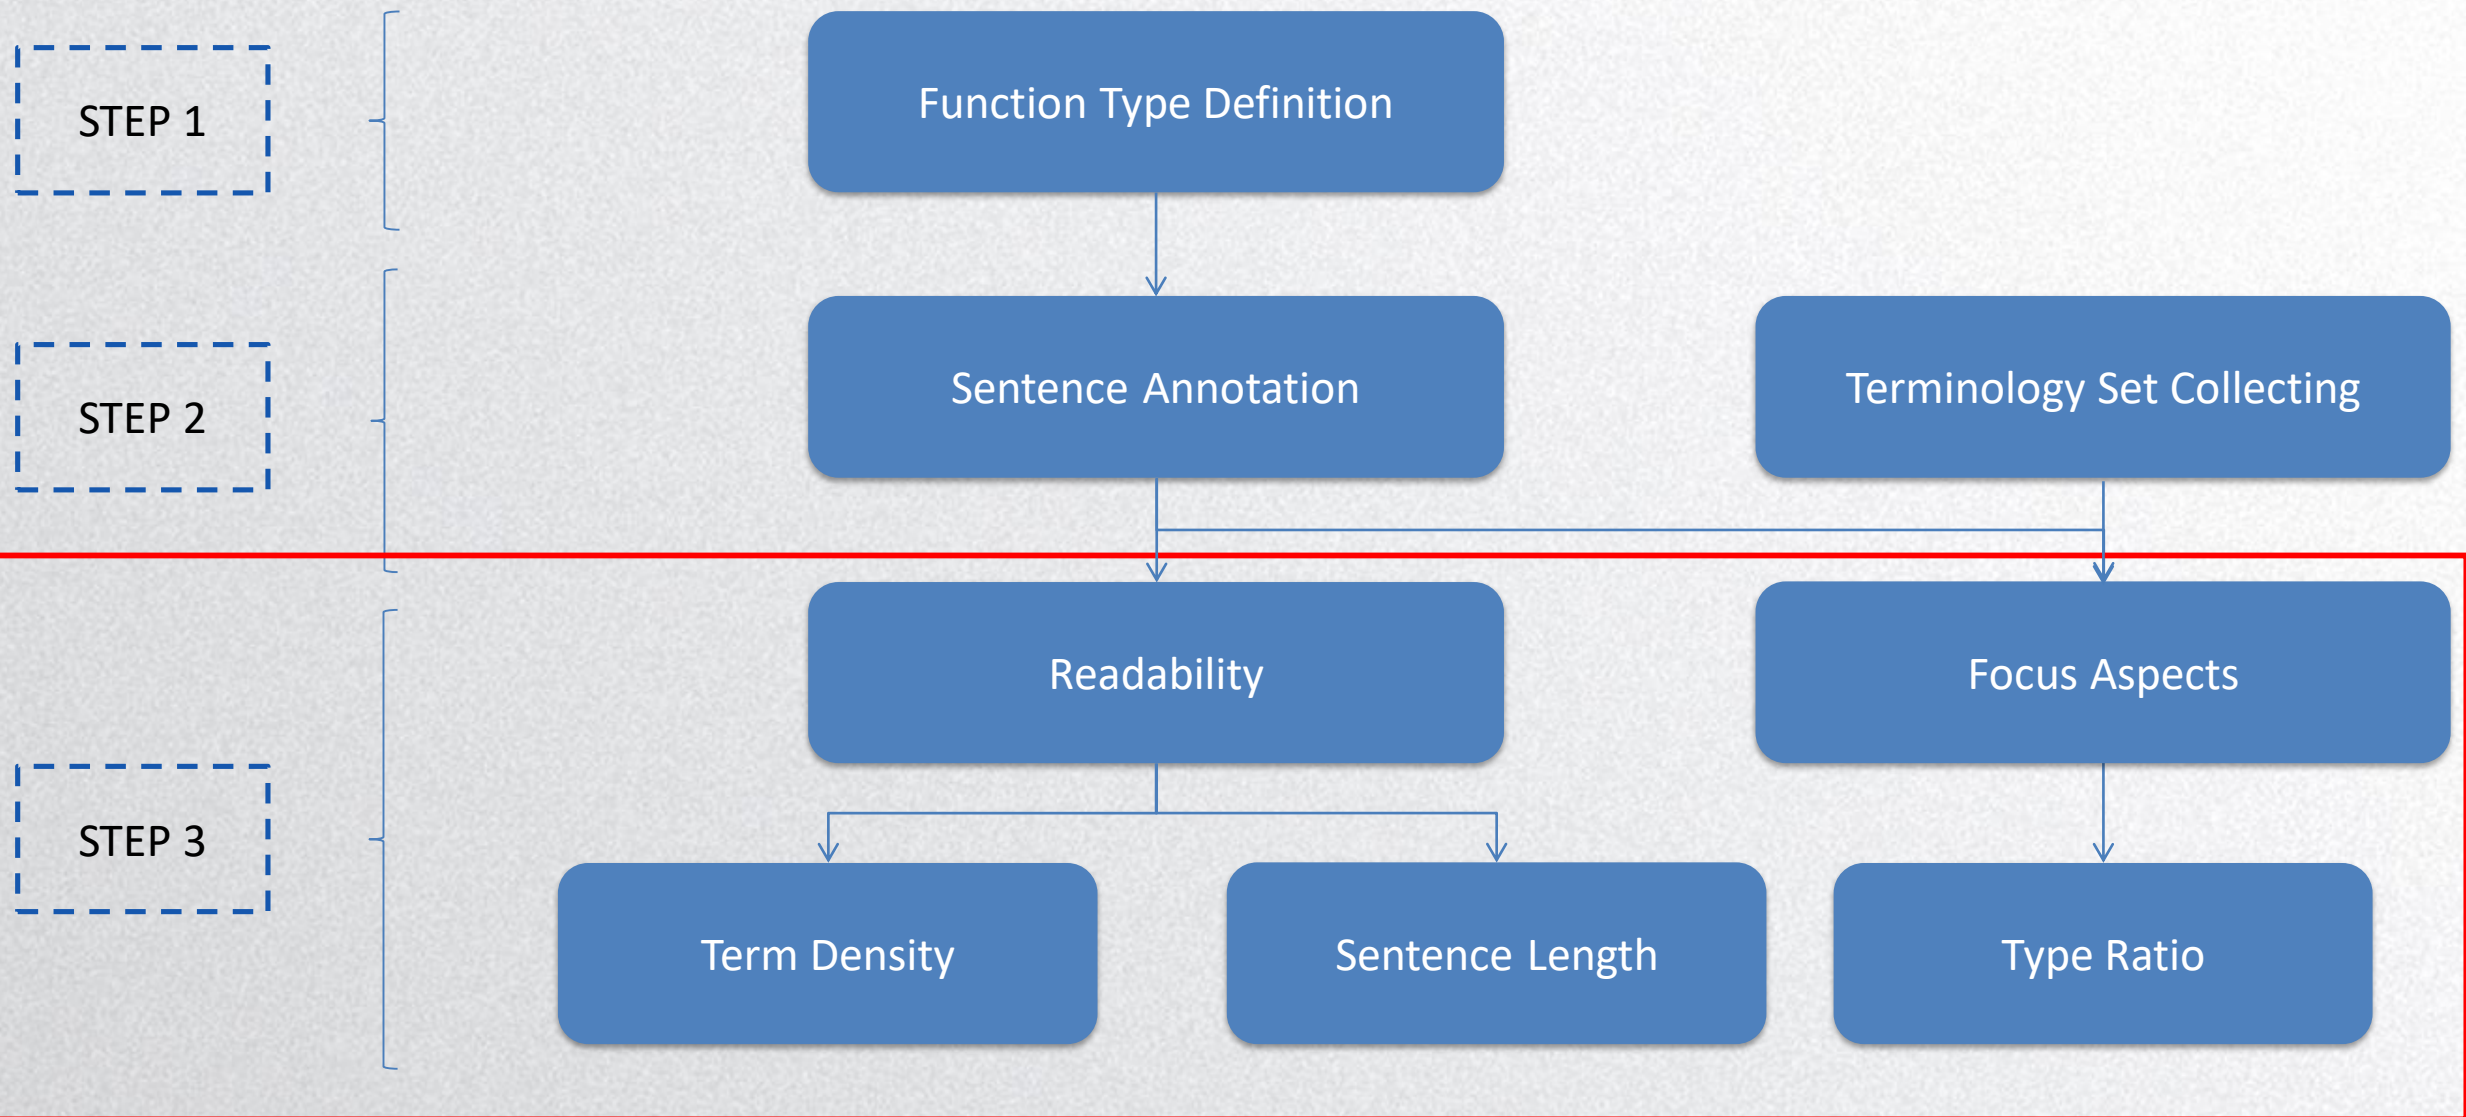 STEP 1
Function Type Definition
STEP 2
Sentence Annotation
Terminology Set Collecting
STEP 3
Readability
Focus Aspects
Term Density
Sentence Length
Type Ratio